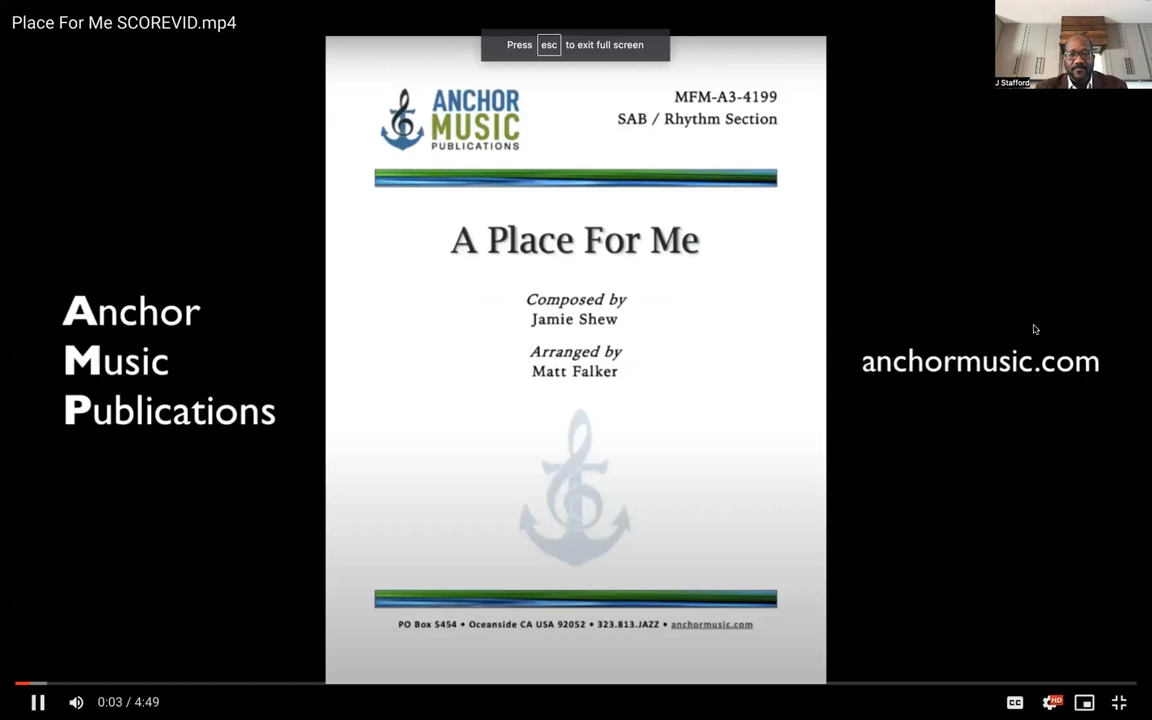 Place For Me SCOREVID.mp4
Press esc to exit full screen
J Stafford
ANCHOR
MUSIC
PUBLICATIONS
MFM-A3-4199
SAB / Rhythm Section
A Place For Me
Composed by
Jamie Shew
Arranged by
Matt Falker
Anchor
Music
Publications
anchormusic.com
PO Box 5454 • Oceanside CA USA 92052 • 323.813.JAZZ • anchormusic.com
0:03 / 4:49
CC
HD